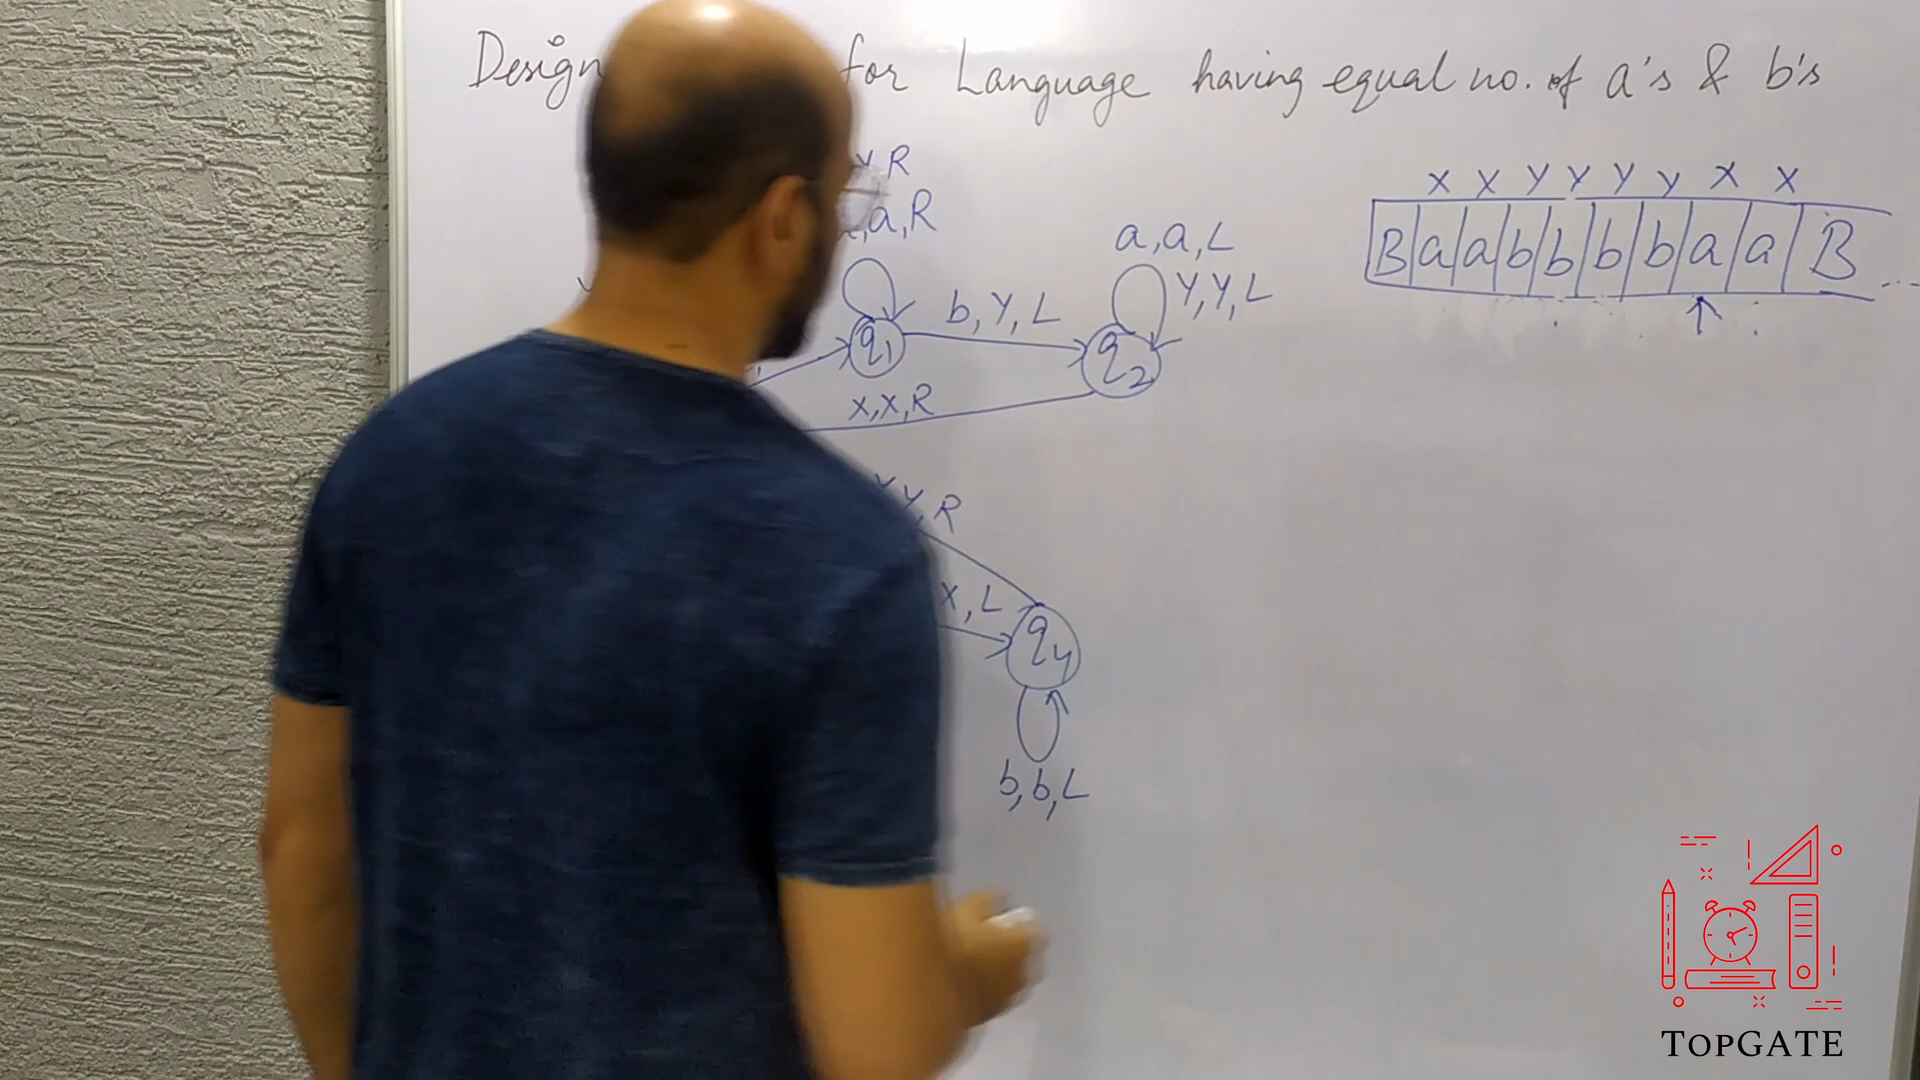 Design for Language having equal no. of a's & b's
Y, R
a, R
X X Y Y Y Y X X
B a a b b b b a a B ...
a, a, L
Y, Y, L
b, Y, L
q1
q2
X, X, R
Y, R
X, L
q4
b, b, L
TOPGATE